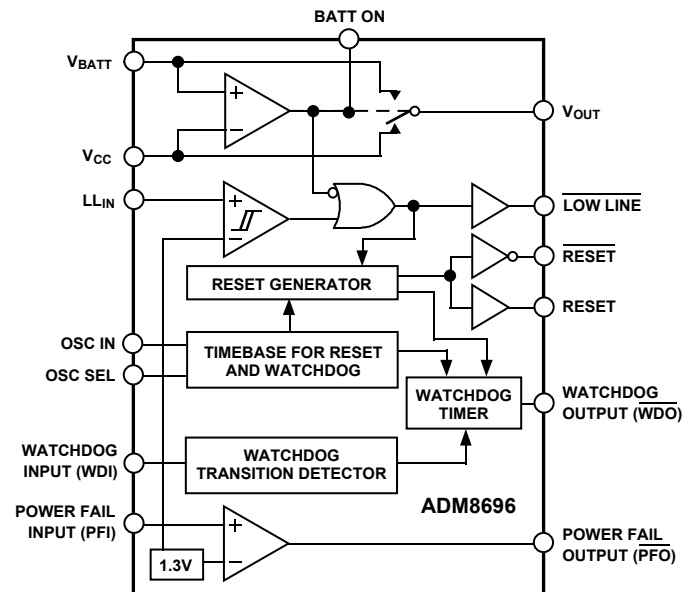 BATT ON
VBATT
VOUT
VCC
LLIN
LOW LINE
RESET
RESET GENERATOR
RESET
OSC IN
TIMEBASE FOR RESET
AND WATCHDOG
OSC SEL
WATCHDOG
TIMER
WATCHDOG
OUTPUT (WDO)
WATCHDOG
INPUT (WDI)
WATCHDOG
TRANSITION DETECTOR
ADM8696
POWER FAIL
INPUT (PFI)
1.3V
POWER FAIL
OUTPUT (PFO)